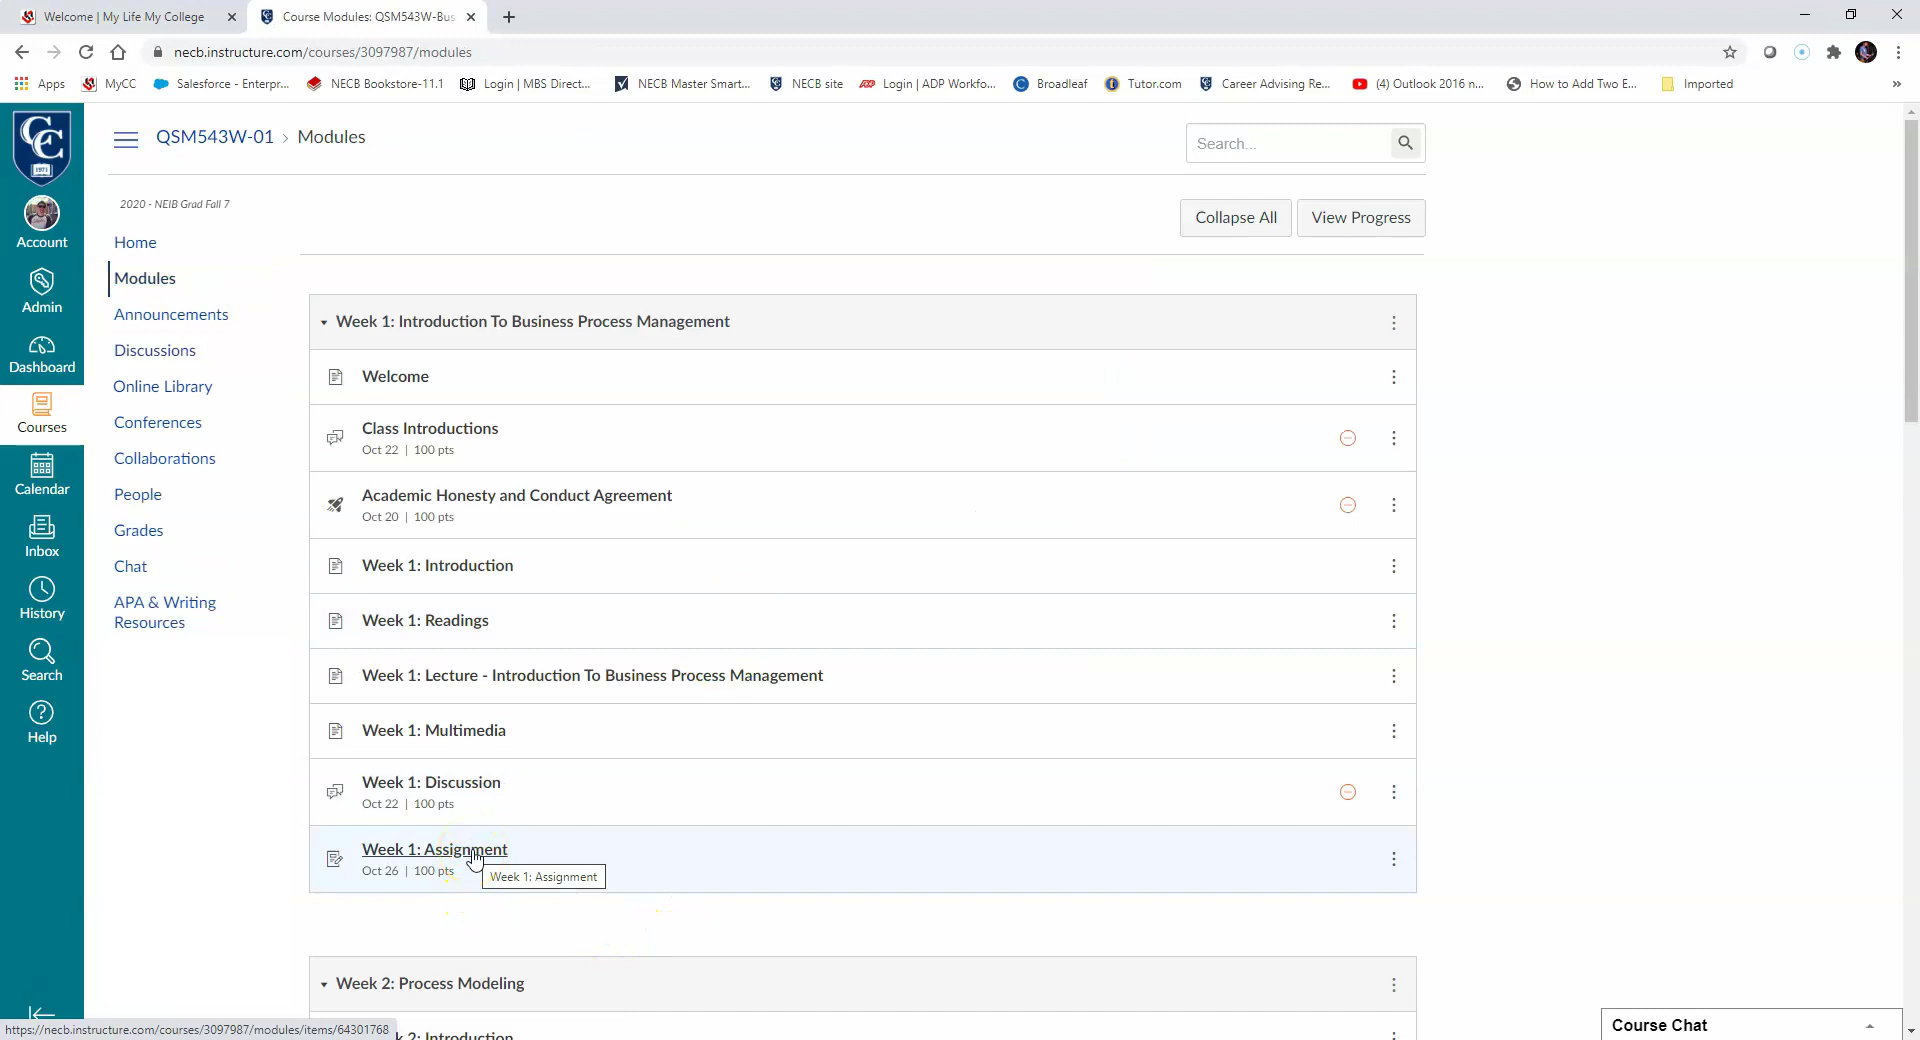 Welcome | My Life My College
Course Modules: QSM543W-Bus
necb.instructure.com/courses/3097987/modules
Apps
MyCC
Salesforce - Enterpr...
NECB Bookstore-11.1
Login | MBS Direct...
NECB Master Smart...
NECB site
Login | ADP Workfo...
Broadleaf
Tutor.com
Career Advising Re...
(4) Outlook 2016 n...
How to Add Two E...
Imported
»
CC
1971
Account
Admin
Dashboard
Courses
Calendar
Inbox
History
Search
Help
QSM543W-01 › Modules
Search...
2020 - NEIB Grad Fall 7
Home
Modules
Announcements
Discussions
Online Library
Conferences
Collaborations
People
Grades
Chat
APA & Writing
Resources
Collapse All
View Progress
Week 1: Introduction To Business Process Management
Welcome
Class Introductions
Oct 22 | 100 pts
Academic Honesty and Conduct Agreement
Oct 20 | 100 pts
Week 1: Introduction
Week 1: Readings
Week 1: Lecture - Introduction To Business Process Management
Week 1: Multimedia
Week 1: Discussion
Oct 22 | 100 pts
Week 1: Assignment
Oct 26 | 100 pts
Week 1: Assignment
Week 2: Process Modeling
k 2: Introduction
https://necb.instructure.com/courses/3097987/modules/items/64301768
Course Chat